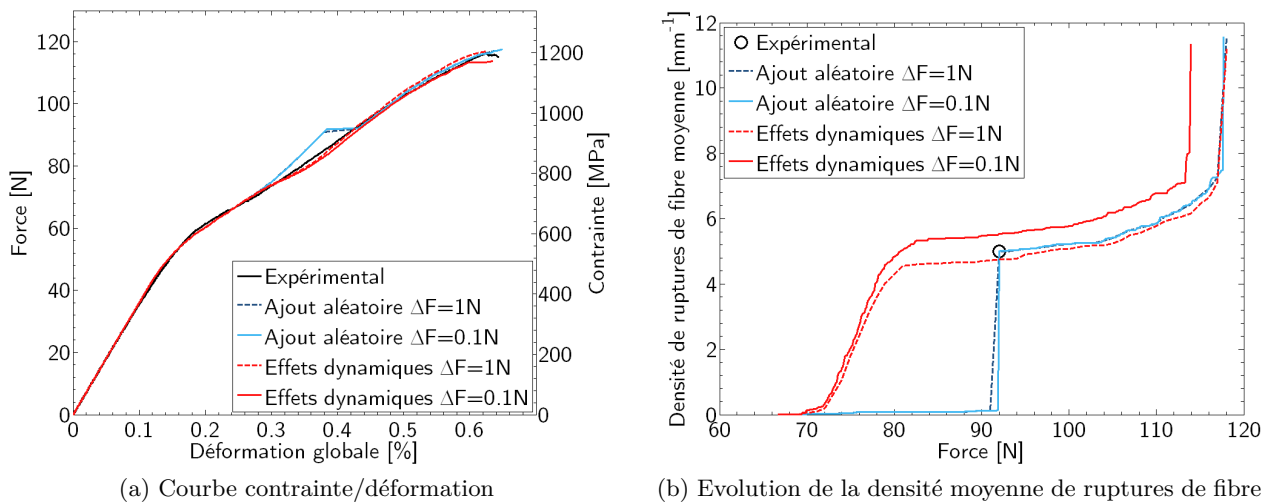 120
100
80
60
40
20
0
Force [N]
1200
1000
800
600
400
200
0
Contrainte [MPa]
Expérimental
Ajout aléatoire ΔF=1N
Ajout aléatoire ΔF=0.1N
Effets dynamiques ΔF=1N
Effets dynamiques ΔF=0.1N
0 0.1 0.2 0.3 0.4 0.5 0.6
Déformation globale [%]
(a) Courbe contrainte/déformation
12
10
8
6
4
2
0
Densité de ruptures de fibre moyenne [mm⁻¹]
Expérimental
Ajout aléatoire ΔF=1N
Ajout aléatoire ΔF=0.1N
Effets dynamiques ΔF=1N
Effets dynamiques ΔF=0.1N
60 70 80 90 100 110 120
Force [N]
(b) Evolution de la densité moyenne de ruptures de fibre